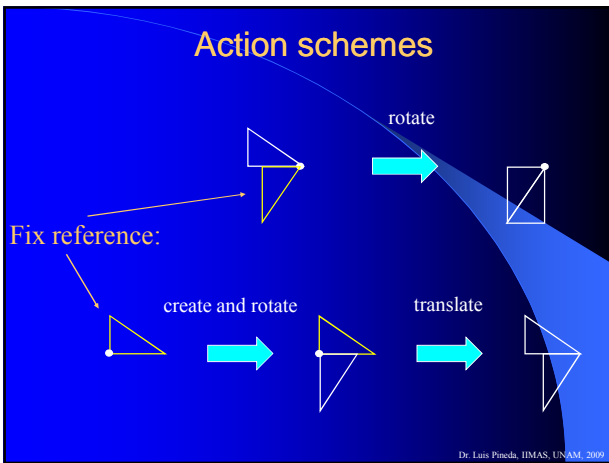 Action schemes
rotate
Fix reference:
create and rotate
translate
Dr. Luis Pineda, IIMAS, UNAM, 2009